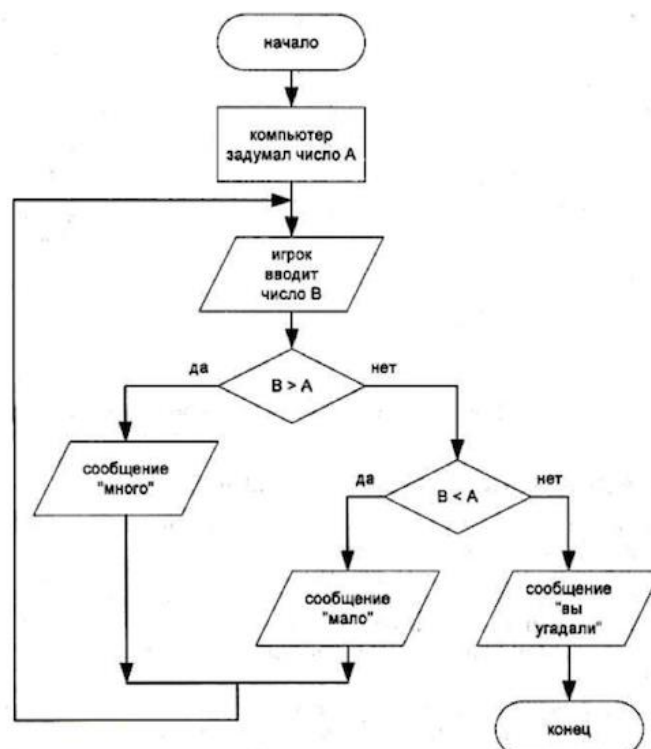 начало
компьютер
задумал число А
игрок
вводит
число В
да
нет
В > А
сообщение
"много"
да
нет
В < А
сообщение
"мало"
сообщение
"вы
угадали"
конец